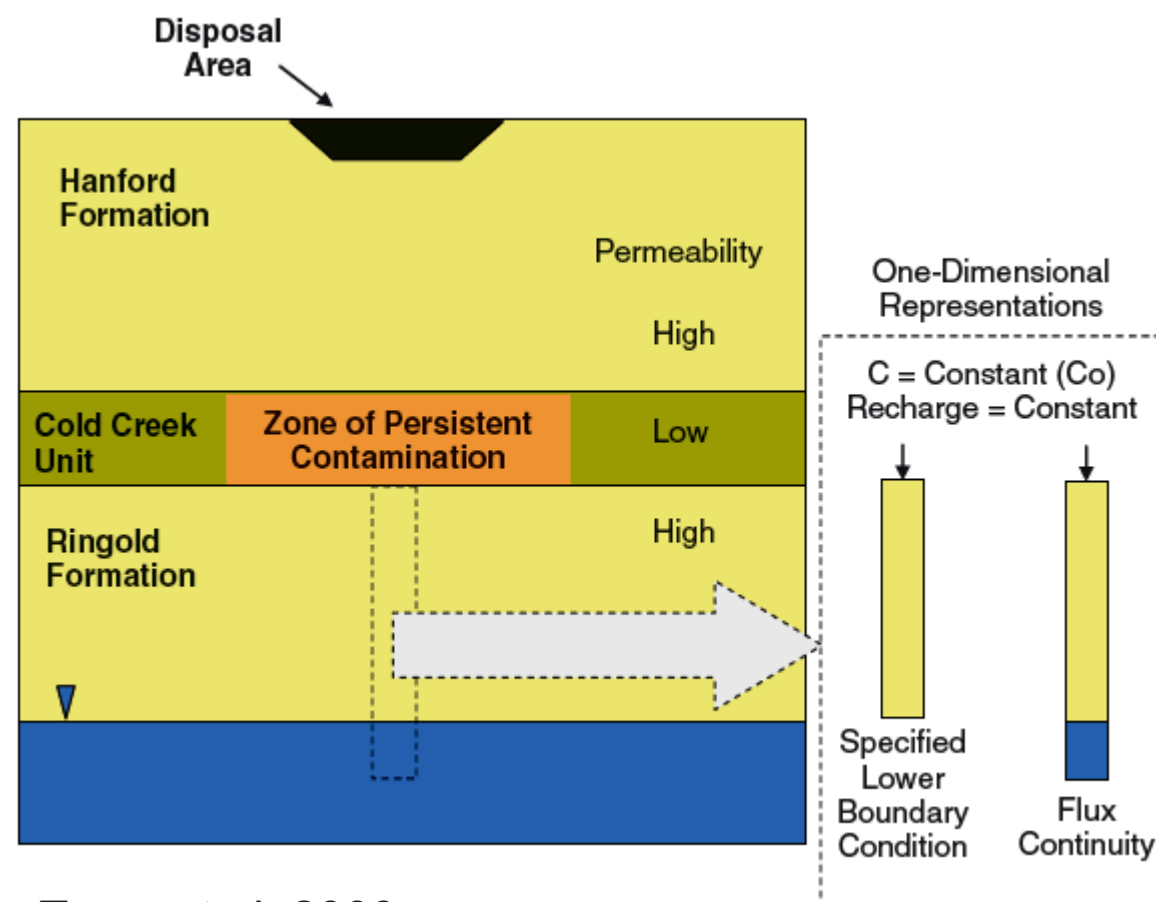 Disposal
Area
Hanford
Formation
Permeability
High
Cold Creek
Unit
Zone of Persistent
Contamination
Low
Ringold
Formation
High
One-Dimensional
Representations
C = Constant (Co)
Recharge = Constant
Specified
Lower
Boundary
Condition
Flux
Continuity